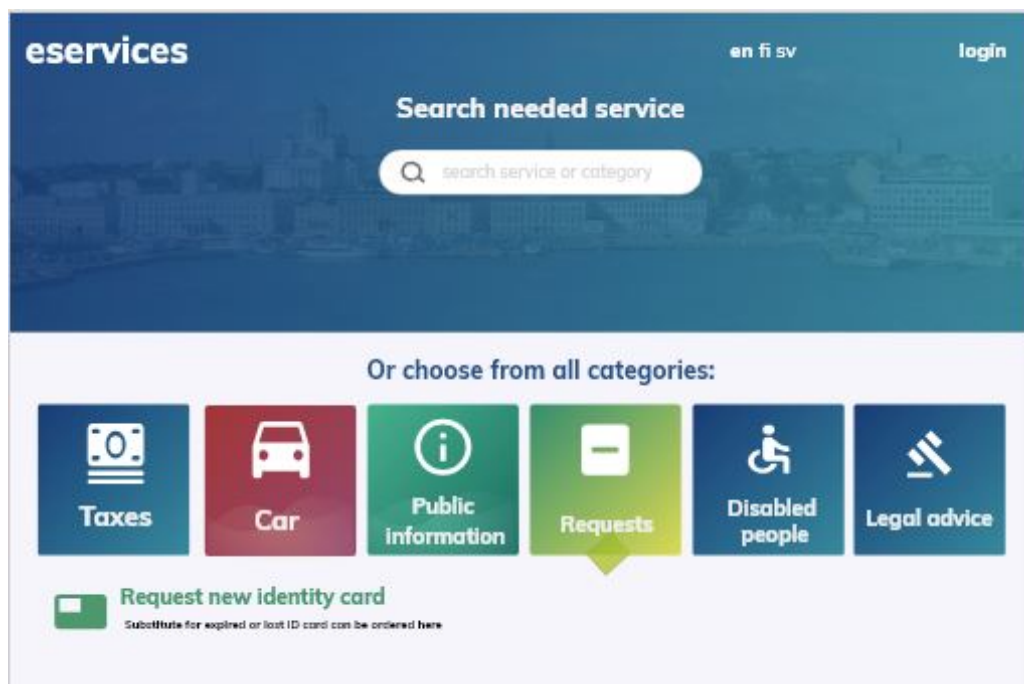 eservices
en fi sv
login
Search needed service
search service or category
Or choose from all categories:
Taxes
Car
Public
information
Requests
Disabled
people
Legal advice
Request new identity card
Substitute for expired or lost ID card can be ordered here